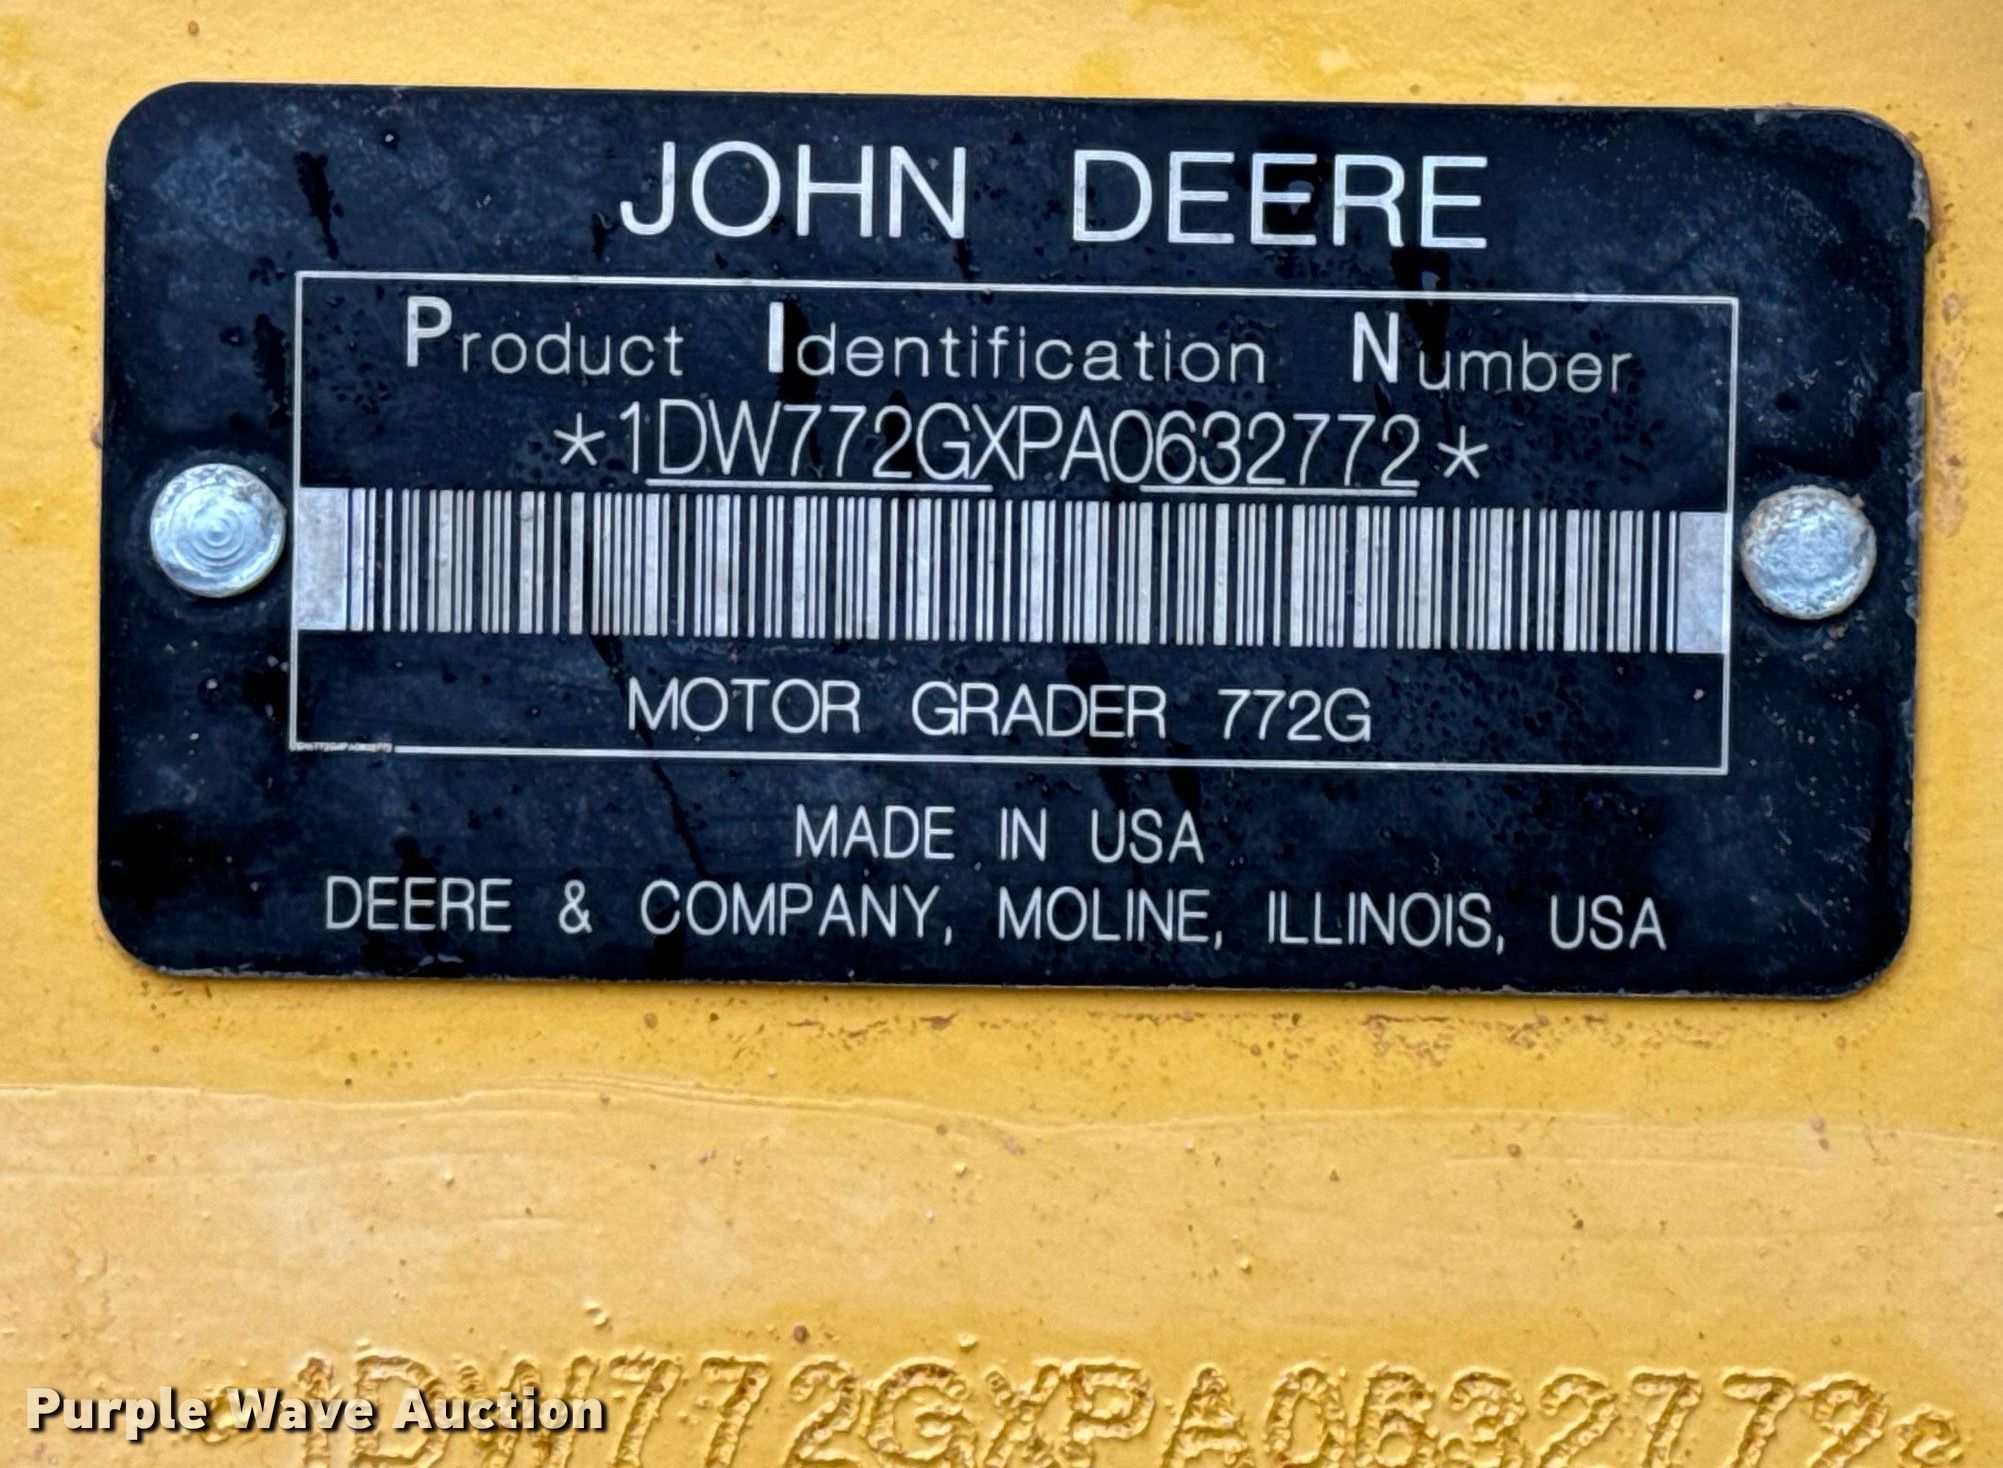 JOHN DEERE
Product Identification Number
*1DW772GXPA0632772*
MOTOR GRADER 772G
MADE IN USA
DEERE & COMPANY, MOLINE, ILLINOIS, USA
1DW772GXPA0632772
Purple Wave Auction